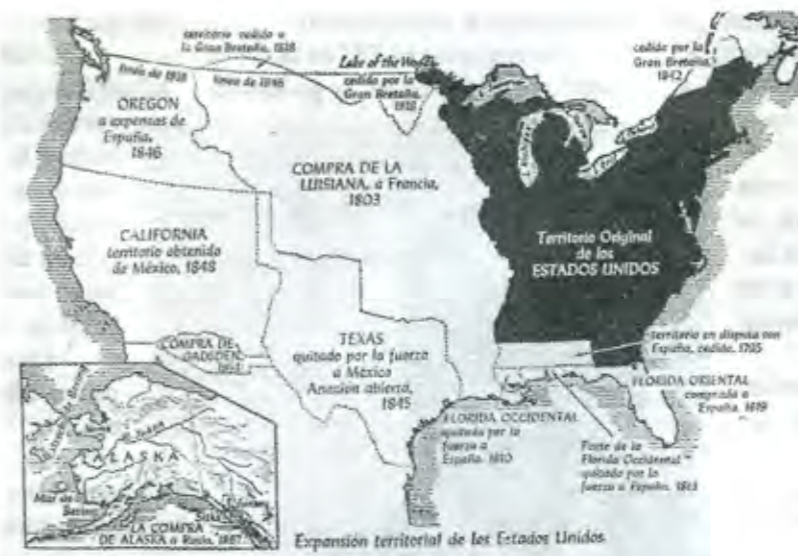 territorio cedido a
la Gran Bretaña, 1818
Lake of the Woods
cedido por la
Gran Bretaña,
1818
cedido por la
Gran Bretaña,
1842
línea de 1818
línea de 1846
OREGON
a expensas de
España,
1846
COMPRA DE LA
LUISIANA, a Francia,
1803
CALIFORNIA
territorio obtenido
de México, 1848
Territorio Original
de los
ESTADOS UNIDOS
COMPRA DE
GADSDEN
1853
TEXAS
quitado por la fuerza
a México
Anexión abierta,
1845
territorio en disputa con
España, cedido, 1795
FLORIDA ORIENTAL
comprada a
España, 1819
FLORIDA OCCIDENTAL
quitado por la
fuerza a
España, 1810
Parte de la
Florida Occidental
quitado por la
fuerza a España, 1813
ALASKA
Yukon
Mar de
Bering
Sitka
LA COMPRA
DE ALASKA a Rusia, 1867
Expansión territorial de los Estados Unidos